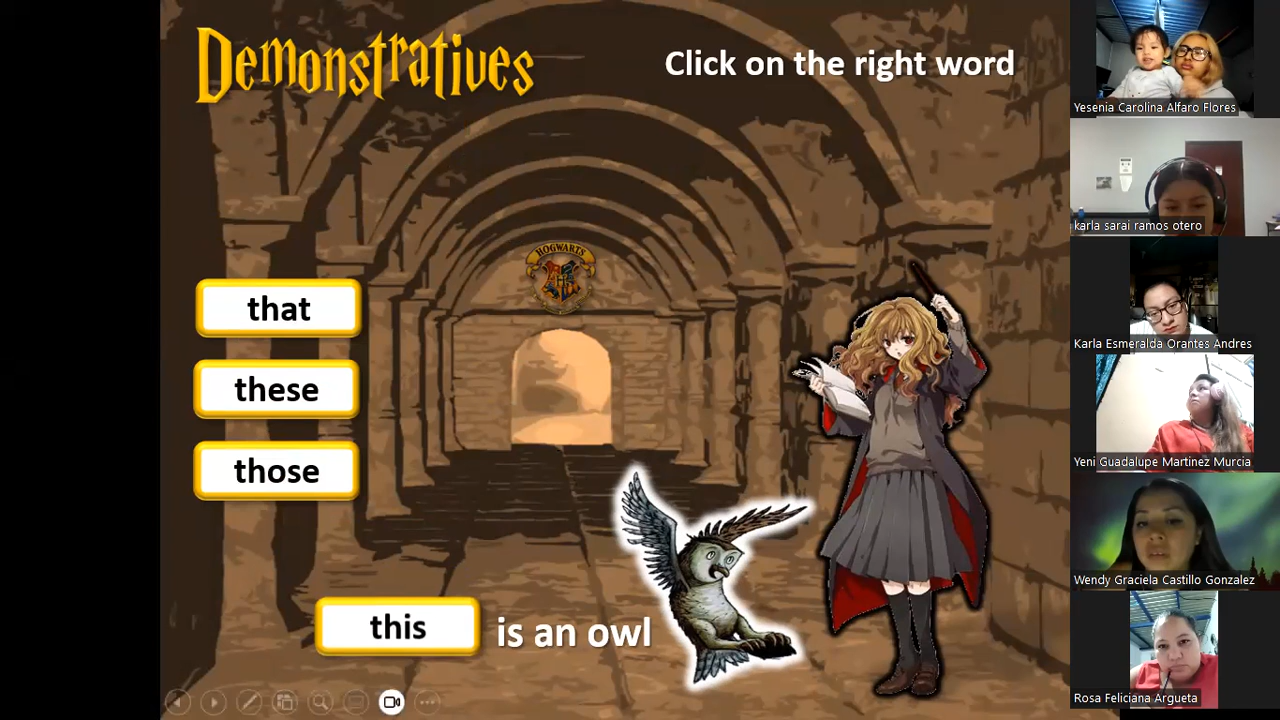 Demonstratives
Click on the right word
HOGWARTS
that
these
those
this is an owl
Yesenia Carolina Alfaro Flores
karla sarai ramos otero
Karla Esmeralda Orantes Andres
Yeni Guadalupe Martinez Murcia
Wendy Graciela Castillo Gonzalez
Rosa Feliciana Argueta